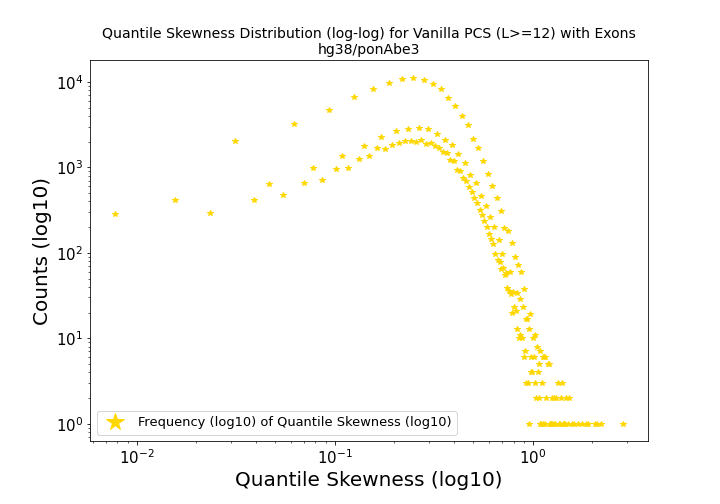 Quantile Skewness Distribution (log-log) for Vanilla PCS (L>=12) with Exons
hg38/ponAbe3
10^4
10^3
10^2
10^1
10^0
Counts (log10)
Frequency (log10) of Quantile Skewness (log10)
10^-2 10^-1 10^0
Quantile Skewness (log10)